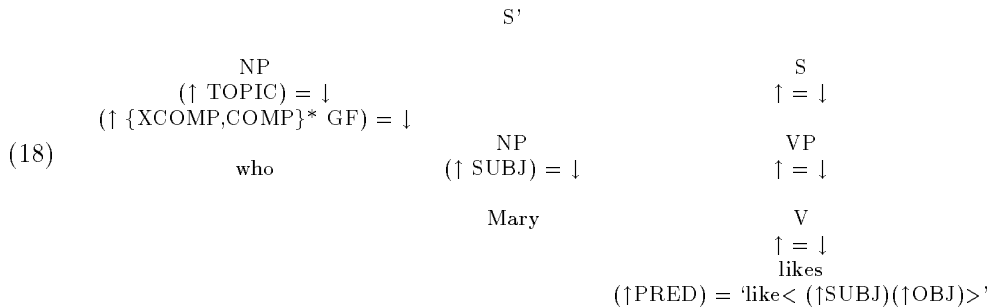 S'
NP S
(↑ TOPIC) = ↓ ↑ = ↓
(↑ {XCOMP,COMP}* GF) = ↓
NP VP
(18) who (↑ SUBJ) = ↓ ↑ = ↓
Mary V
↑ = ↓
likes
(↑PRED) = ‘like< (↑SUBJ)(↑OBJ)>’